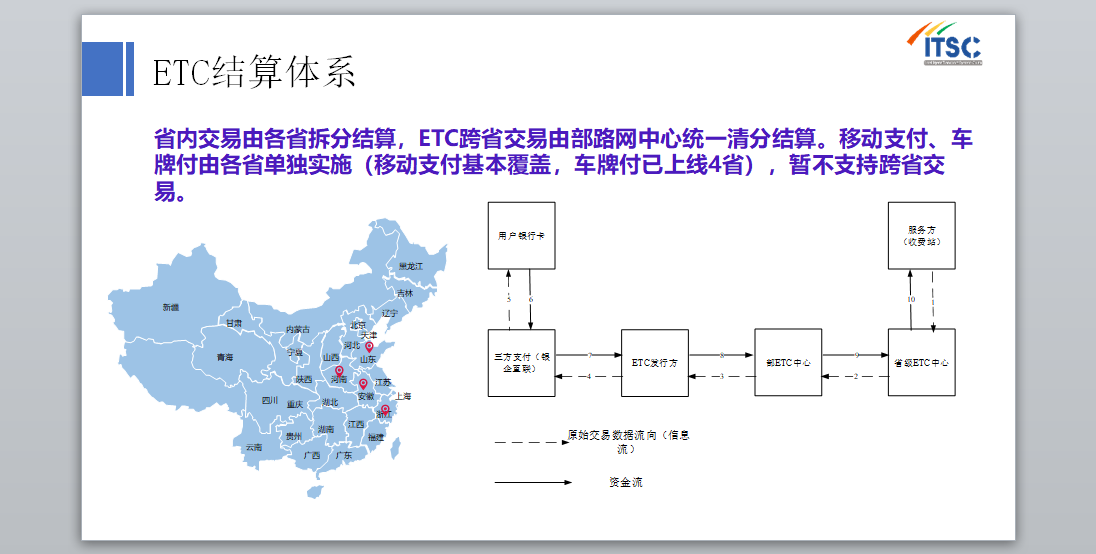 ITSC
ETC结算体系
省内交易由各省拆分结算，ETC跨省交易由部路网中心统一清分结算。移动支付、车
牌付由各省单独实施（移动支付基本覆盖，车牌付已上线4省），暂不支持跨省交
易。
黑龙江
吉林
辽宁
新疆
甘肃
内蒙古
北京
天津
河北
宁夏
山西
山东
青海
陕西
河南
江苏
安徽
上海
四川
重庆
湖北
浙江
湖南
江西
贵州
福建
云南
广西
广东
用户银行卡
服务方
（收费站）
5
6
10
1
三方支付（银
企直联）
7
4
ETC发行方
8
3
部ETC中心
9
2
省级ETC中心
原始交易数据流向（信息
流）
资金流